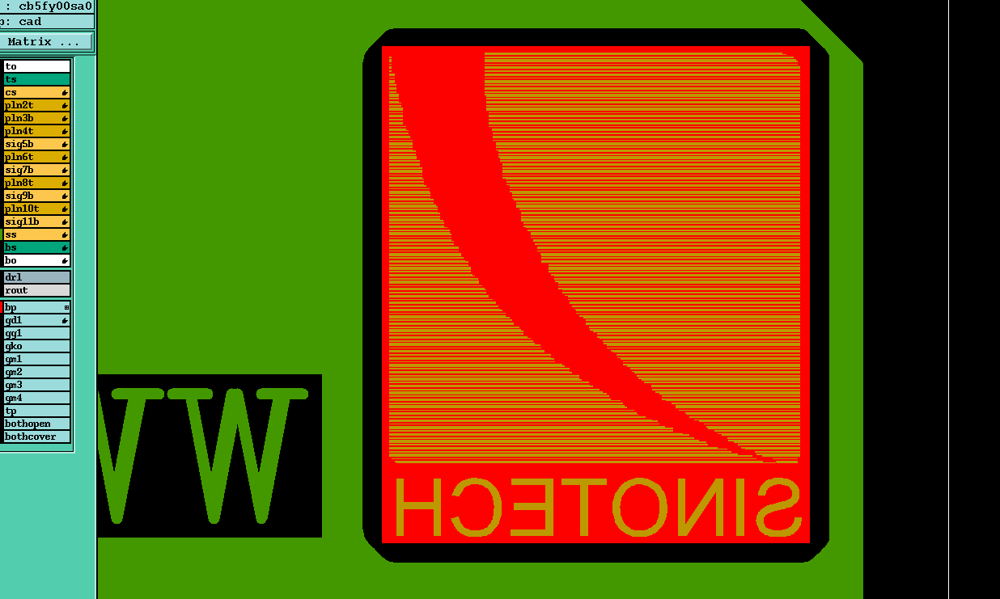 : cb5fy00sa0
p: cad
Matrix ...
to
ts
cs
pln2t
pln3b
pln4t
sig5b
pln6t
sig7b
pln8t
sig9b
pln10t
sig11b
ss
bs
bo
drl
rout
bp
gd1
gg1
gko
gm1
gm2
gm3
gm4
tp
bothopen
bothcover
WW
SINOTECH